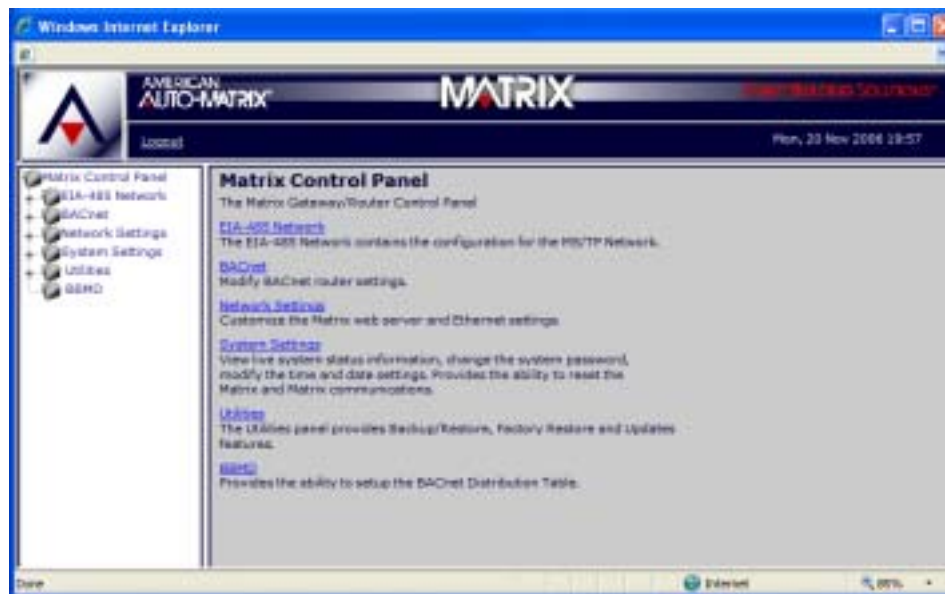 Windows Internet Explorer
AMERICAN
AUTO-MATRIX
MATRIX
Logout
Mon, 20 Nov 2006 19:57
Matrix Control Panel
EIA-485 Network
BACnet
Network Settings
System Settings
Utilities
BBMD
Matrix Control Panel
The Matrix Gateway/Router Control Panel
EIA-485 Network
The EIA-485 Network contains the configuration for the MS/TP Network.
BACnet
Modify BACnet router settings.
Network Settings
Customize the Matrix web server and Ethernet settings.
System Settings
View live system status information, change the system password,
modify the time and date settings. Provides the ability to reset the
Matrix and Matrix communications.
Utilities
The Utilities panel provides Backup/Restore, Factory Restore and Updates
features.
BBMD
Provides the ability to setup the BACnet Distribution Table.
Done
Internet